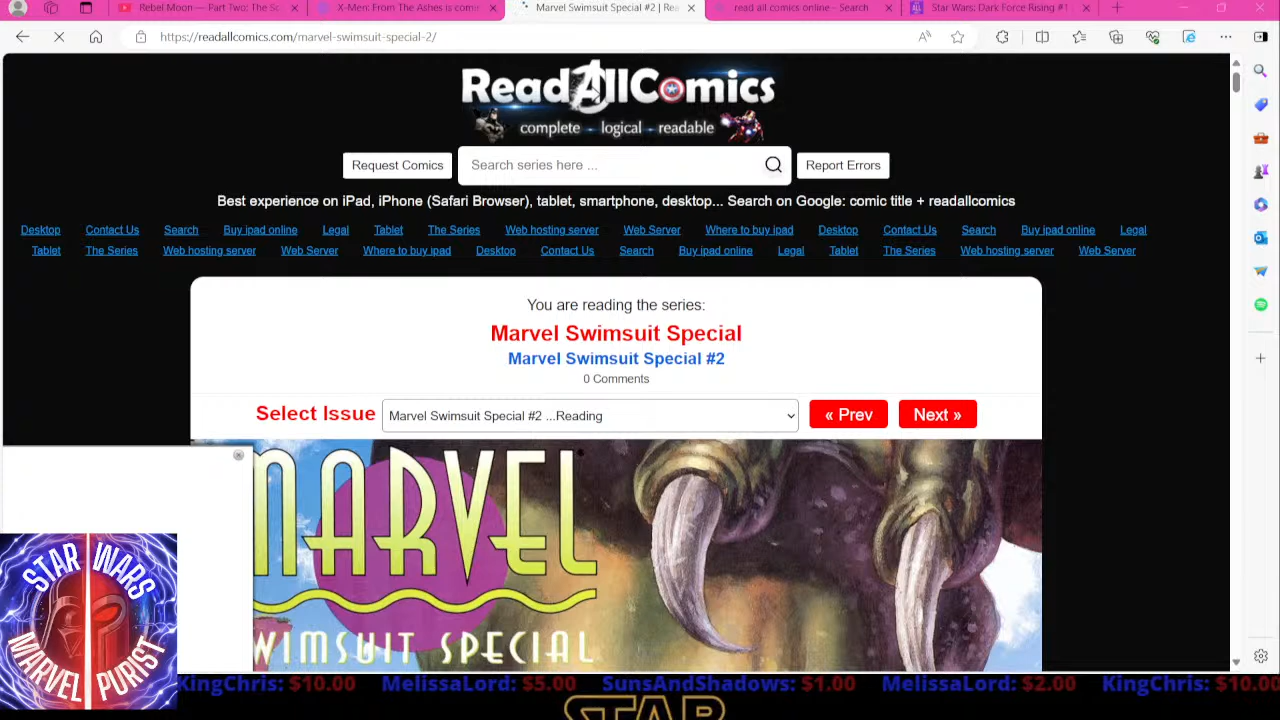 Rebel Moon — Part Two: The Sc
X-Men: From The Ashes is comin
Marvel Swimsuit Special #2 | Rea
read all comics online - Search
Star Wars: Dark Force Rising #1
https://readallcomics.com/marvel-swimsuit-special-2/
ReadAllComics
complete - logical - readable
Request Comics
Search series here ...
Report Errors
Best experience on iPad, iPhone (Safari Browser), tablet, smartphone, desktop... Search on Google: comic title + readallcomics
Desktop Contact Us Search Buy ipad online Legal Tablet The Series Web hosting server Web Server Where to buy ipad Desktop Contact Us Search Buy ipad online Legal
Tablet The Series Web hosting server Web Server Where to buy ipad Desktop Contact Us Search Buy ipad online Legal Tablet The Series Web hosting server Web Server
You are reading the series:
Marvel Swimsuit Special
Marvel Swimsuit Special #2
0 Comments
Select Issue Marvel Swimsuit Special #2 ...Reading « Prev Next »
MARVEL
WIMSUIT SPECIAL
STAR WARS
MARVEL PURIST
KingChris: $10.00 MelissaLord: $5.00 SunsAndShadows: $1.00 MelissaLord: $2.00 KingChris: $10.00
STAR